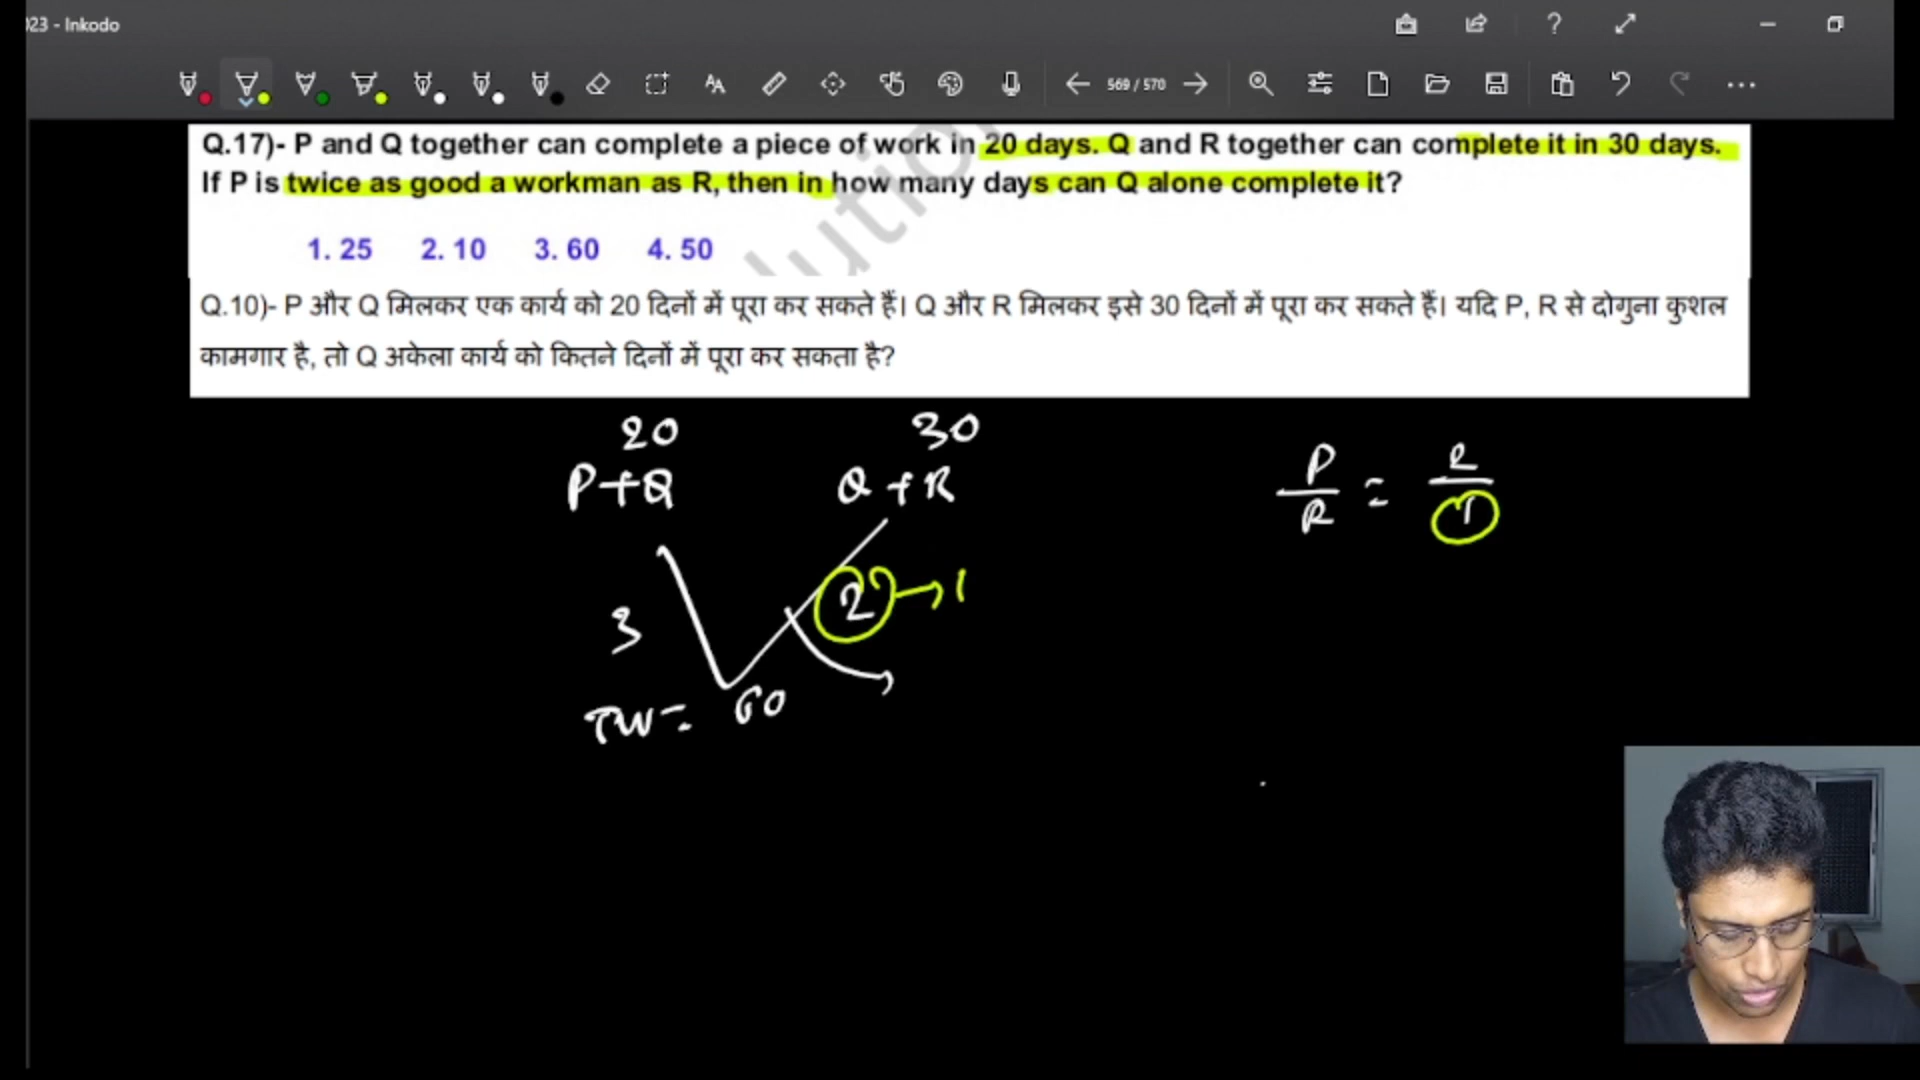 023 - Inkodo
569 / 570
Q.17)- P and Q together can complete a piece of work in 20 days. Q and R together can complete it in 30 days.
If P is twice as good a workman as R, then in how many days can Q alone complete it?
1. 25 2. 10 3. 60 4. 50
Q.10)- P और Q मिलकर एक कार्य को 20 दिनों में पूरा कर सकते हैं। Q और R मिलकर इसे 30 दिनों में पूरा कर सकते हैं। यदि P, R से दोगुना कुशल
कामगार है, तो Q अकेला कार्य को कितने दिनों में पूरा कर सकता है?
20 30
P+Q Q+R
P/R = 2/1
2 → 1
3
TW = 60